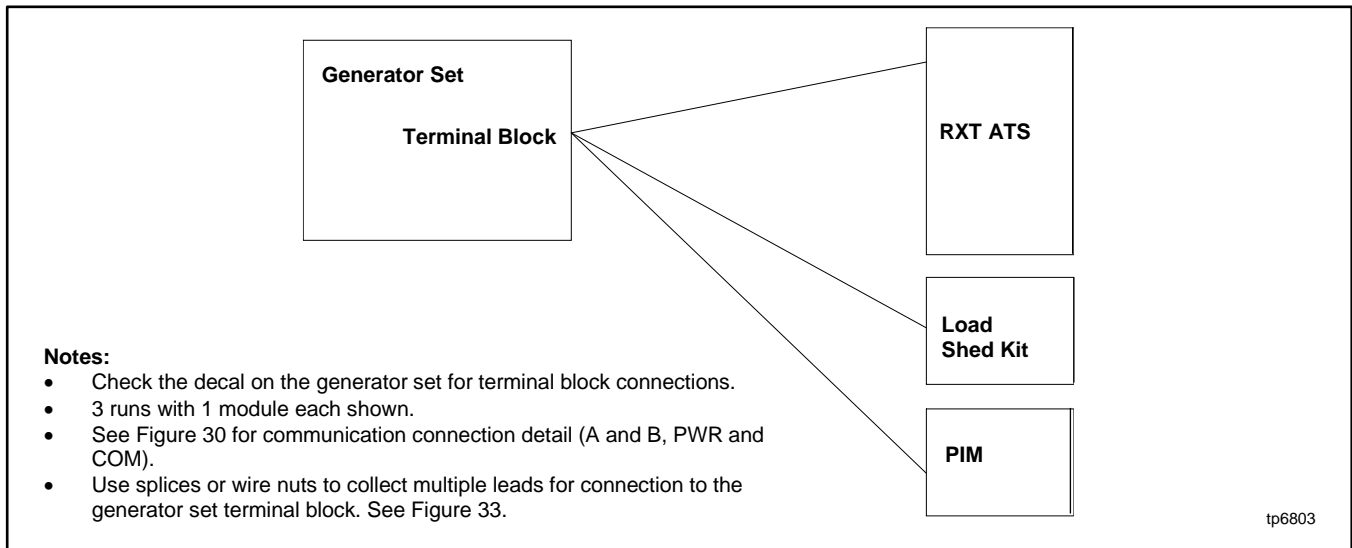 Generator Set
Terminal Block
RXT ATS
Load
Shed Kit
PIM
Notes:
• Check the decal on the generator set for terminal block connections.
• 3 runs with 1 module each shown.
• See Figure 30 for communication connection detail (A and B, PWR and
COM).
• Use splices or wire nuts to collect multiple leads for connection to the
generator set terminal block. See Figure 33.
tp6803